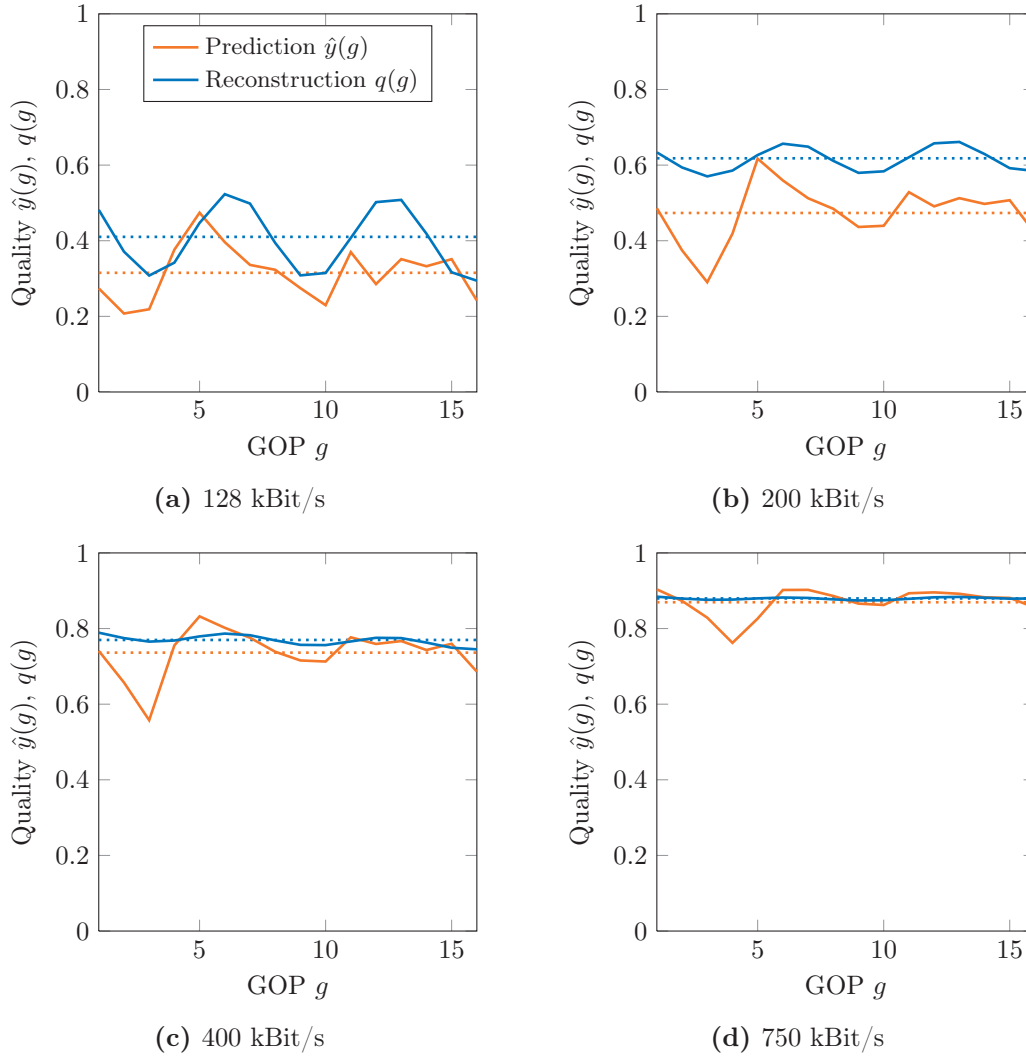 Prediction ŷ(g)
Reconstruction q(g)
Quality ŷ(g), q(g)
1
0.8
0.6
0.4
0.2
0
5 10 15
GOP g
(a) 128 kBit/s
Quality ŷ(g), q(g)
1
0.8
0.6
0.4
0.2
0
5 10 15
GOP g
(b) 200 kBit/s
Quality ŷ(g), q(g)
1
0.8
0.6
0.4
0.2
0
5 10 15
GOP g
(c) 400 kBit/s
Quality ŷ(g), q(g)
1
0.8
0.6
0.4
0.2
0
5 10 15
GOP g
(d) 750 kBit/s